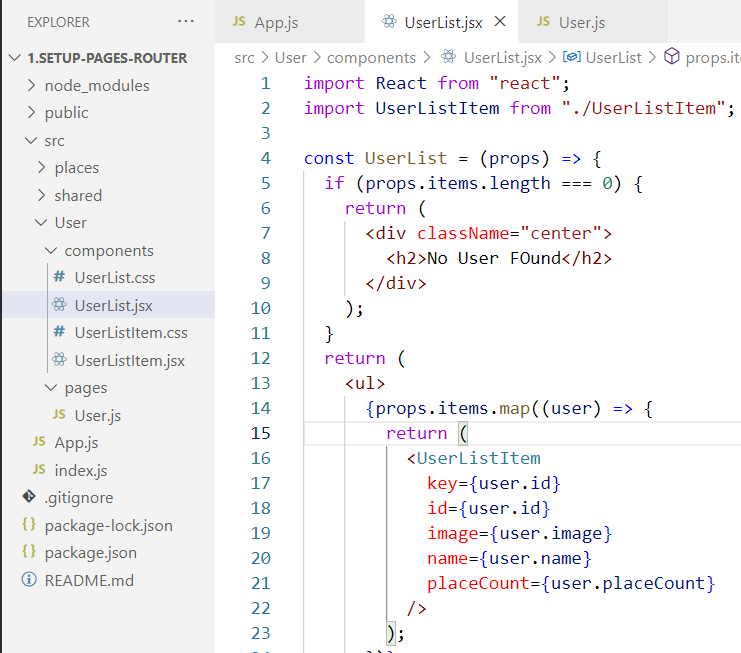 EXPLORER ...
1.SETUP-PAGES-ROUTER
node_modules
public
src
places
shared
User
components
# UserList.css
UserList.jsx
# UserListItem.css
UserListItem.jsx
pages
JS User.js
JS App.js
JS index.js
.gitignore
{} package-lock.json
{} package.json
README.md
JS App.js
UserList.jsx
JS User.js
src > User > components > UserList.jsx > UserList > props.it
1 import React from "react";
2 import UserListItem from "./UserListItem";
3
4 const UserList = (props) => {
5 if (props.items.length === 0) {
6 return (
7 <div className="center">
8 <h2>No User FOund</h2>
9 </div>
10 );
11 }
12 return (
13 <ul>
14 {props.items.map((user) => {
15 return (
16 <UserListItem
17 key={user.id}
18 id={user.id}
19 image={user.image}
20 name={user.name}
21 placeCount={user.placeCount}
22 />
23 );